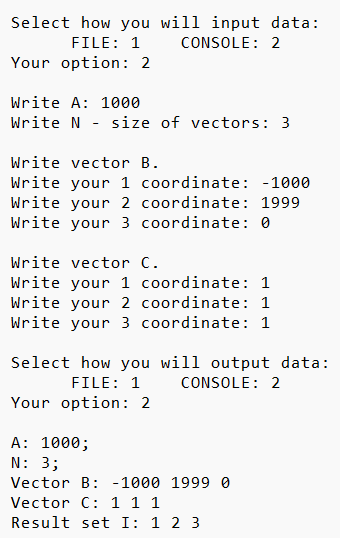 Select how you will input data:
FILE: 1    CONSOLE: 2
Your option: 2
Write A: 1000
Write N - size of vectors: 3
Write vector B.
Write your 1 coordinate: -1000
Write your 2 coordinate: 1999
Write your 3 coordinate: 0
Write vector C.
Write your 1 coordinate: 1
Write your 2 coordinate: 1
Write your 3 coordinate: 1
Select how you will output data:
FILE: 1    CONSOLE: 2
Your option: 2
A: 1000;
N: 3;
Vector B: -1000 1999 0
Vector C: 1 1 1
Result set I: 1 2 3